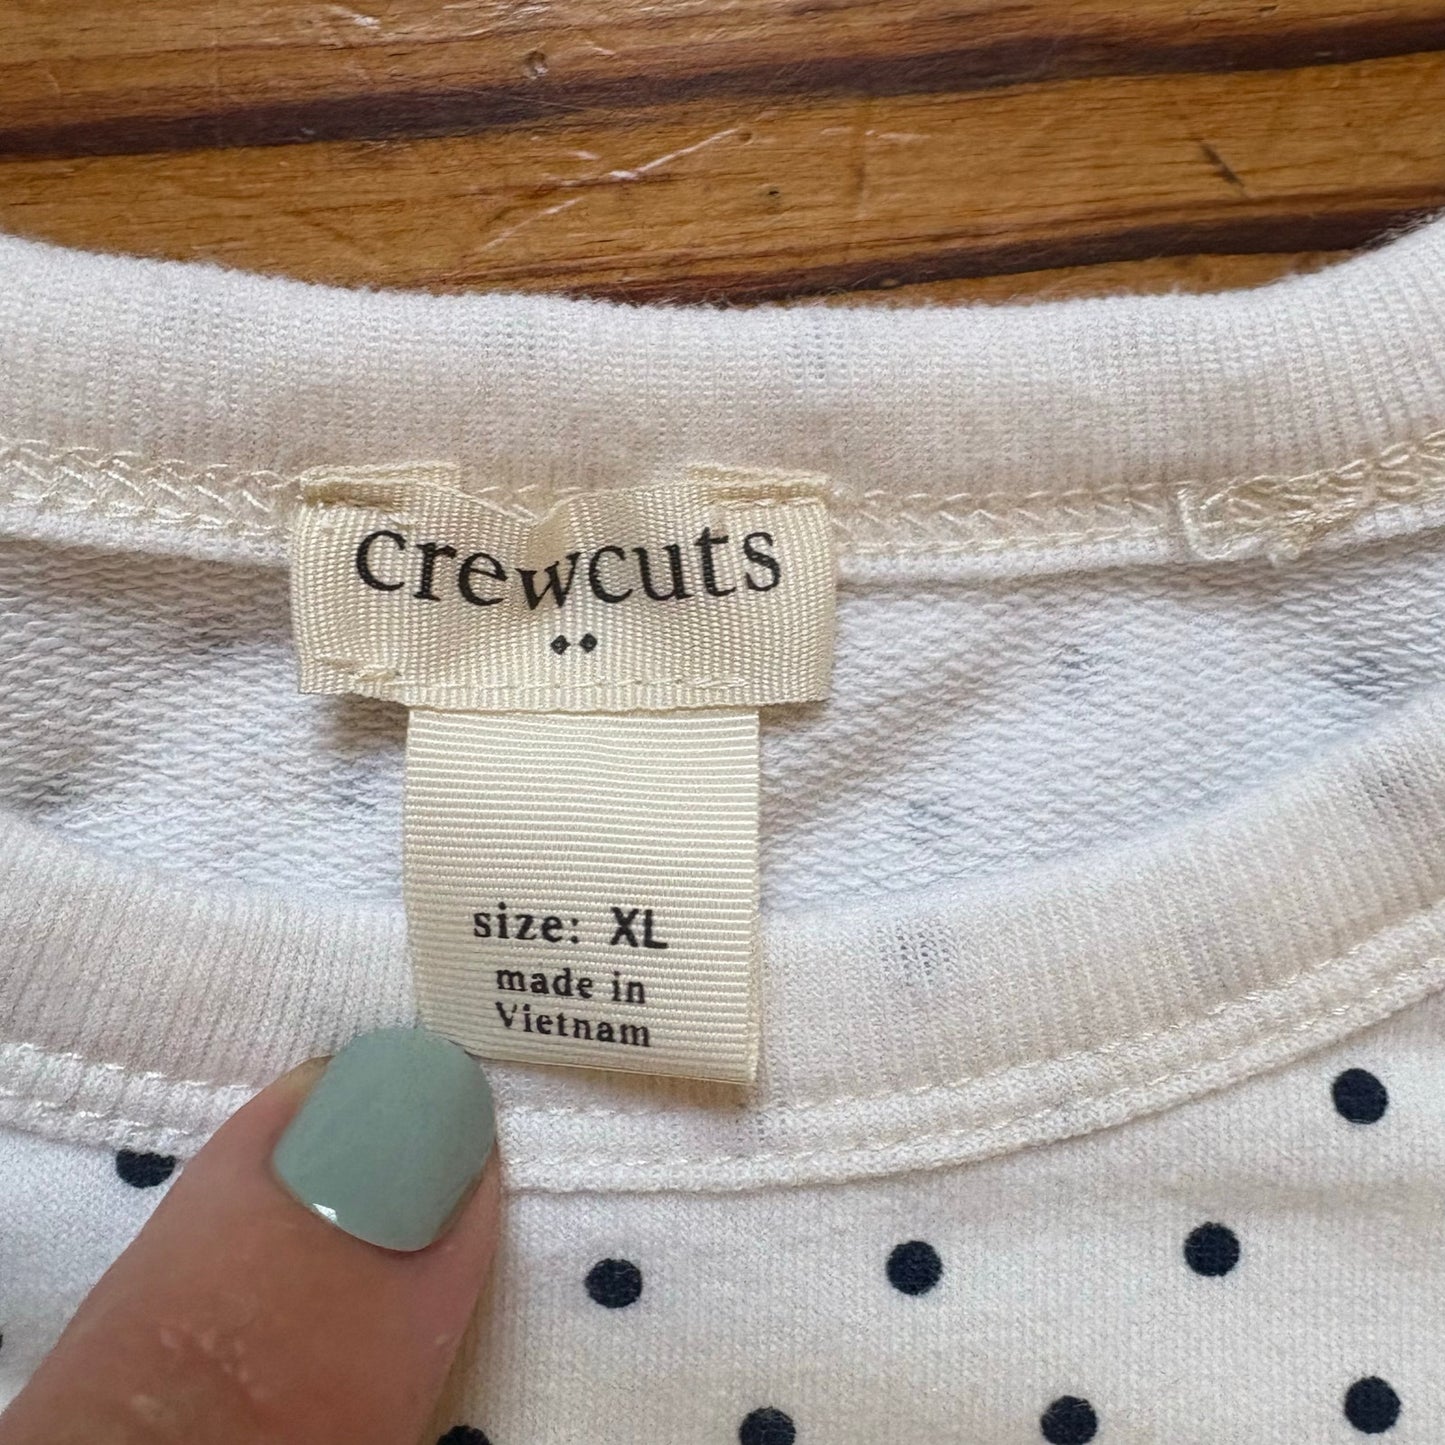 crewcuts
size: XL
made in
Vietnam